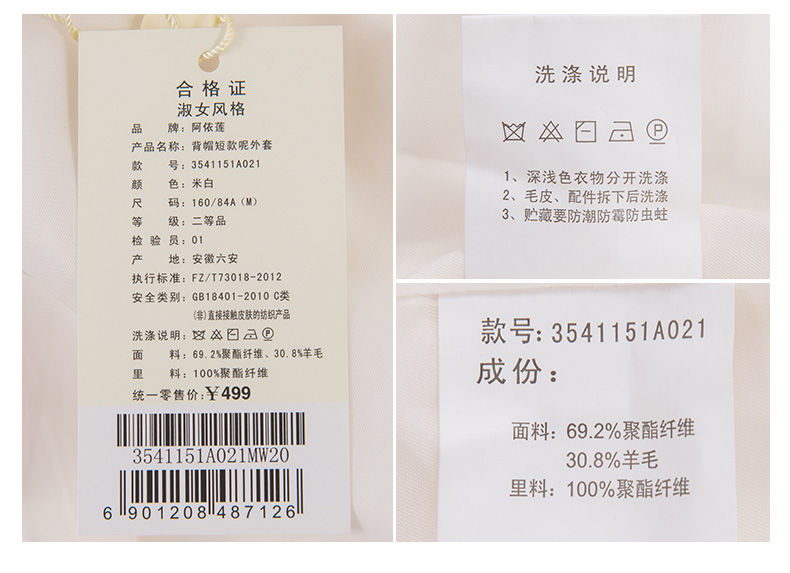 合格证
淑女风格
品 牌：阿依莲
产品名称：背帽短款呢外套
款 号：3541151A021
颜 色：米白
尺 码：160/84A（M）
等 级：二等品
检 验 员：01
产 地：安徽六安
执行标准：FZ/T73018-2012
安全类别：GB18401-2010 C类
(非)直接接触皮肤的纺织产品
洗涤说明：
面 料：69.2%聚酯纤维、30.8%羊毛
里 料：100%聚酯纤维
统一零售价：¥499
3541151A021MW20
6 901208 487126
洗涤说明
P
1、深浅色衣物分开洗涤
2、毛皮、配件拆下后洗涤
3、贮藏要防潮防霉防虫蛀
款号：3541151A021
成份：
面料：69.2%聚酯纤维
30.8%羊毛
里料：100%聚酯纤维